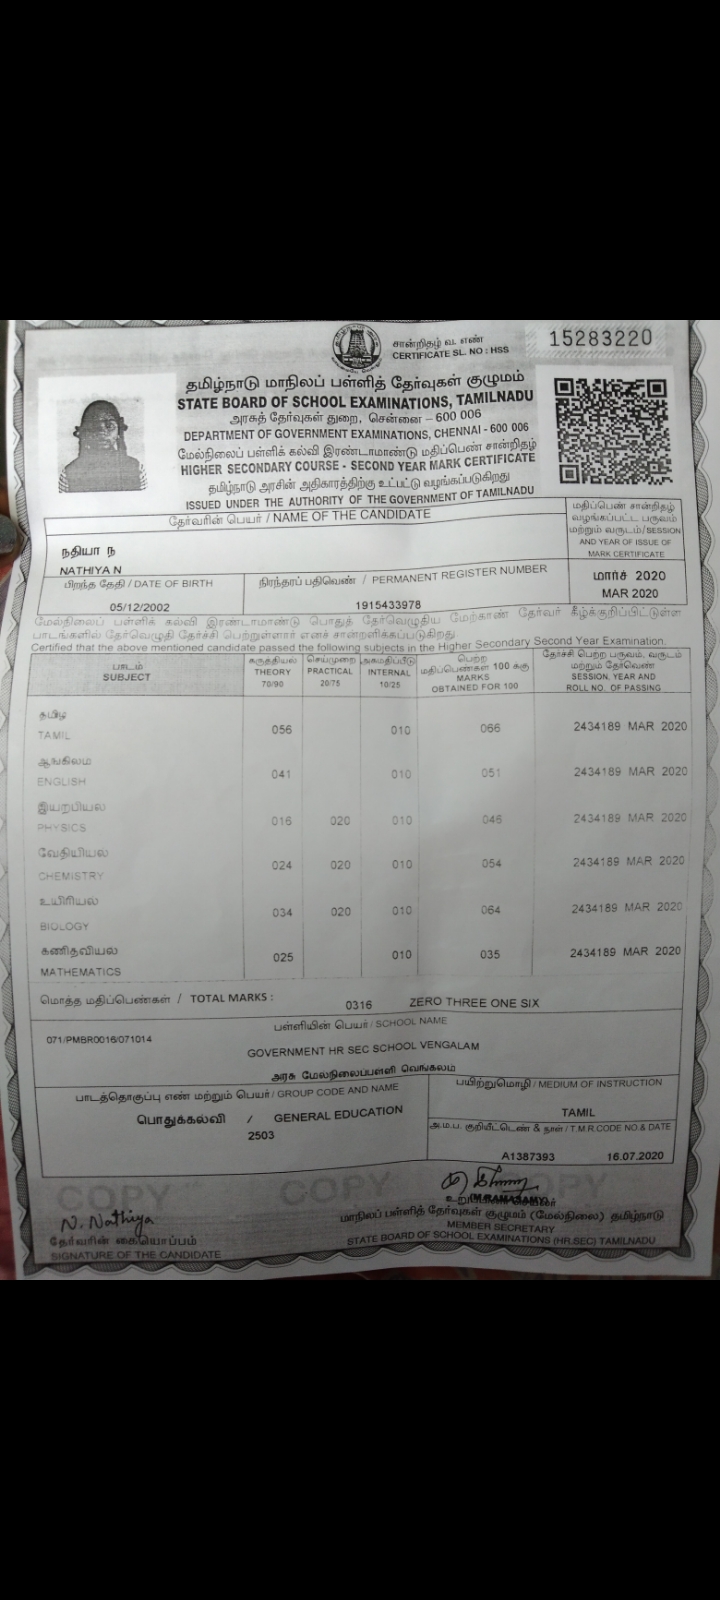 சான்றிதழ் வ. எண்
CERTIFICATE SL. NO : HSS
15283220
தமிழ்நாடு மாநிலப் பள்ளித் தேர்வுகள் குழுமம்
STATE BOARD OF SCHOOL EXAMINATIONS, TAMILNADU
அரசுத் தேர்வுகள் துறை, சென்னை – 600 006
DEPARTMENT OF GOVERNMENT EXAMINATIONS, CHENNAI - 600 006
மேல்நிலைப் பள்ளிக் கல்வி இரண்டாமாண்டு மதிப்பெண் சான்றிதழ்
HIGHER SECONDARY COURSE - SECOND YEAR MARK CERTIFICATE
தமிழ்நாடு அரசின் அதிகாரத்திற்கு உட்பட்டு வழங்கப்படுகிறது
ISSUED UNDER THE AUTHORITY OF THE GOVERNMENT OF TAMILNADU
தேர்வரின் பெயர் / NAME OF THE CANDIDATE
மதிப்பெண் சான்றிதழ்
வழங்கப்பட்ட பருவம்
மற்றும் வருடம்/SESSION
AND YEAR OF ISSUE OF
MARK CERTIFICATE
நதியா ந
NATHIYA N
பிறந்த தேதி / DATE OF BIRTH
நிரந்தரப் பதிவெண் / PERMANENT REGISTER NUMBER
மார்ச் 2020
MAR 2020
05/12/2002
1915433978
மேல்நிலைப் பள்ளிக் கல்வி இரண்டாமாண்டு பொதுத் தேர்வெழுதிய மேற்காண் தேர்வர் கீழ்க்குறிப்பிட்டுள்ள
பாடங்களில் தேர்வெழுதி தேர்ச்சி பெற்றுள்ளார் எனச் சான்றளிக்கப்படுகிறது
Certified that the above mentioned candidate passed the following subjects in the Higher Secondary Second Year Examination.
பாடம்
SUBJECT
கருத்தியல்
THEORY
70/90
செய்முறை
PRACTICAL
20/75
அகமதிப்பீடு
INTERNAL
10/25
பெற்ற
மதிப்பெண்கள் 100 க்கு
MARKS
OBTAINED FOR 100
தேர்ச்சி பெற்ற பருவம், வருடம்
மற்றும் தேர்வெண்
SESSION, YEAR AND
ROLL NO. OF PASSING
தமிழ்
TAMIL 056 010 066 2434189 MAR 2020
ஆங்கிலம்
ENGLISH 041 010 051 2434189 MAR 2020
இயற்பியல்
PHYSICS 016 020 010 046 2434189 MAR 2020
வேதியியல்
CHEMISTRY 024 020 010 054 2434189 MAR 2020
உயிரியல்
BIOLOGY 034 020 010 064 2434189 MAR 2020
கணிதவியல்
MATHEMATICS 025 010 035 2434189 MAR 2020
மொத்த மதிப்பெண்கள் / TOTAL MARKS : 0316 ZERO THREE ONE SIX
பள்ளியின் பெயர் / SCHOOL NAME
071/PMBR0016/071014
GOVERNMENT HR SEC SCHOOL VENGALAM
அரசு மேல்நிலைப்பள்ளி வெங்கலம்
பாடத்தொகுப்பு எண் மற்றும் பெயர் / GROUP CODE AND NAME
பயிற்றுமொழி / MEDIUM OF INSTRUCTION
பொதுக்கல்வி / GENERAL EDUCATION
TAMIL
2503
அ.ம.ப. குறியீட்டெண் & நாள் / T.M.R.CODE NO.& DATE
A1387393 16.07.2020
COPY COPY COPY
N. Nathiya
தேர்வரின் கையொப்பம்
SIGNATURE OF THE CANDIDATE
மாநிலப் பள்ளித் தேர்வுகள் குழுமம் (மேல்நிலை) தமிழ்நாடு
MEMBER SECRETARY
STATE BOARD OF SCHOOL EXAMINATIONS (HR.SEC) TAMILNADU